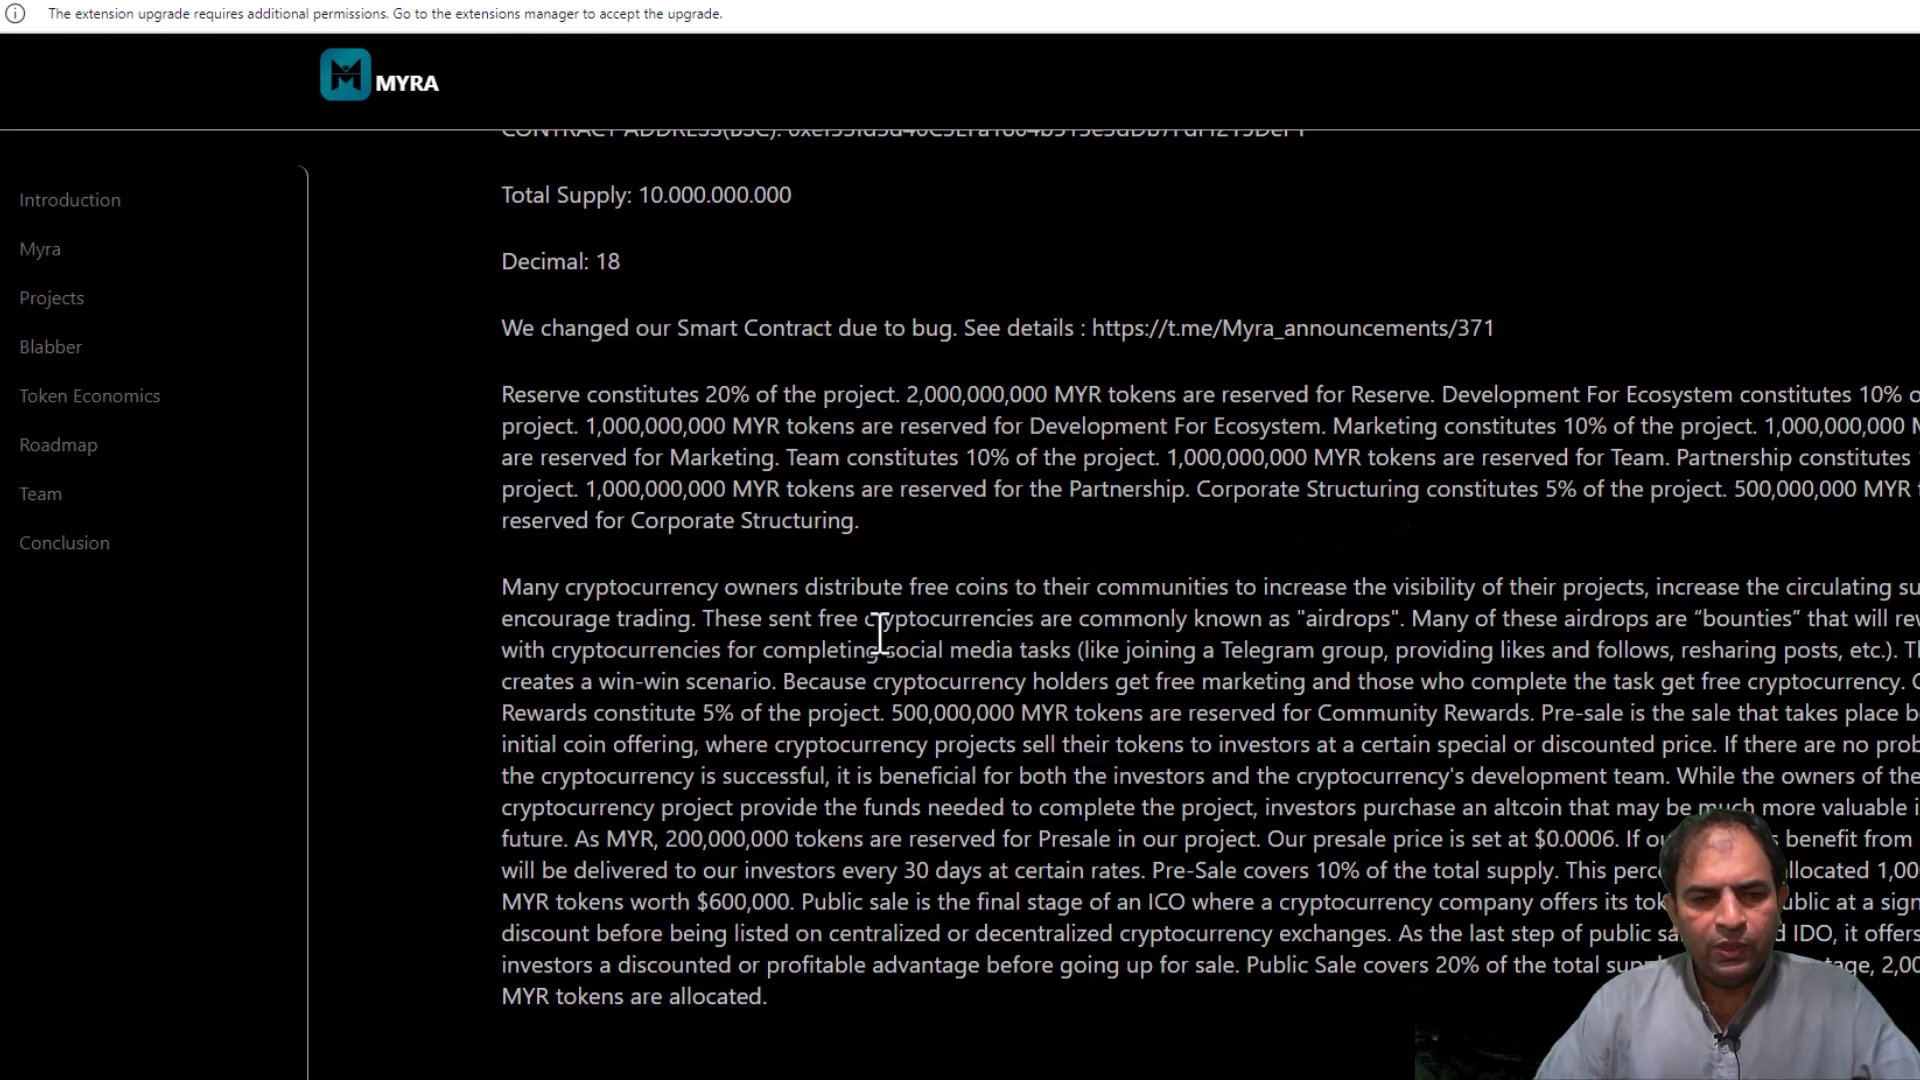 The extension upgrade requires additional permissions. Go to the extensions manager to accept the upgrade.
MYRA
Introduction
Myra
Projects
Blabber
Token Economics
Roadmap
Team
Conclusion
CONTRACT ADDRESS(BSC):
Total Supply: 10.000.000.000
Decimal: 18
We changed our Smart Contract due to bug. See details : https://t.me/Myra_announcements/371
Reserve constitutes 20% of the project. 2,000,000,000 MYR tokens are reserved for Reserve. Development For Ecosystem constitutes 10%
project. 1,000,000,000 MYR tokens are reserved for Development For Ecosystem. Marketing constitutes 10% of the project. 1,000,000,000
are reserved for Marketing. Team constitutes 10% of the project. 1,000,000,000 MYR tokens are reserved for Team. Partnership constitutes
project. 1,000,000,000 MYR tokens are reserved for the Partnership. Corporate Structuring constitutes 5% of the project. 500,000,000 MYR
reserved for Corporate Structuring.
Many cryptocurrency owners distribute free coins to their communities to increase the visibility of their projects, increase the circulating
encourage trading. These sent free cryptocurrencies are commonly known as "airdrops". Many of these airdrops are “bounties” that will
with cryptocurrencies for completing social media tasks (like joining a Telegram group, providing likes and follows, resharing posts, etc.).
creates a win-win scenario. Because cryptocurrency holders get free marketing and those who complete the task get free cryptocurrency.
Rewards constitute 5% of the project. 500,000,000 MYR tokens are reserved for Community Rewards. Pre-sale is the sale that takes place
initial coin offering, where cryptocurrency projects sell their tokens to investors at a certain special or discounted price. If there are no
the cryptocurrency is successful, it is beneficial for both the investors and the cryptocurrency's development team. While the owners of the
cryptocurrency project provide the funds needed to complete the project, investors purchase an altcoin that may be much more valuable
future. As MYR, 200,000,000 tokens are reserved for Presale in our project. Our presale price is set at $0.0006. If benefit from
will be delivered to our investors every 30 days at certain rates. Pre-Sale covers 10% of the total supply. This
MYR tokens worth $600,000. Public sale is the final stage of an ICO where a cryptocurrency company offers its
discount before being listed on centralized or decentralized cryptocurrency exchanges. As the last step of public IDO, it offers
investors a discounted or profitable advantage before going up for sale. Public Sale covers 20% of the total
MYR tokens are allocated.